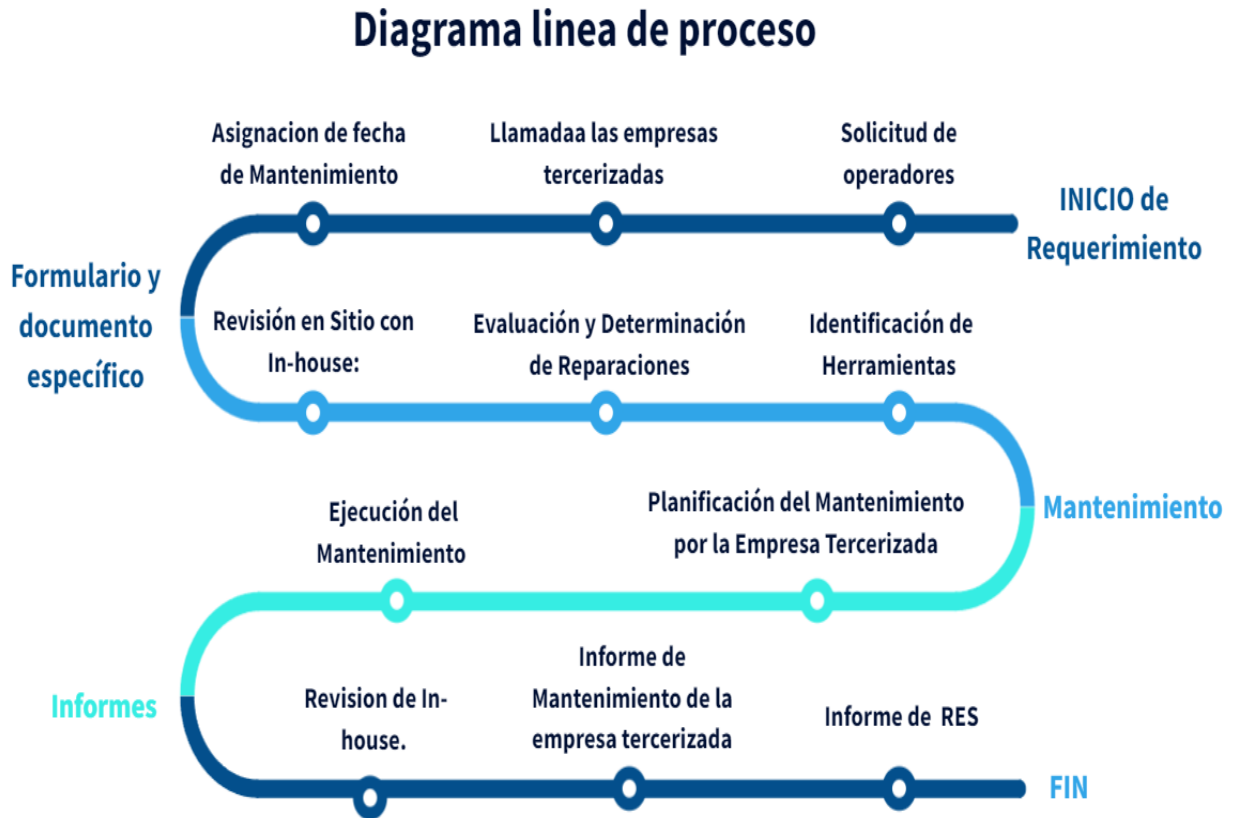 Diagrama linea de proceso
Asignacion de fecha
de Mantenimiento
Llamadaa las empresas
tercerizadas
Solicitud de
operadores
INICIO de
Requerimiento
Formulario y
documento
específico
Revisión en Sitio con
In-house:
Evaluación y Determinación
de Reparaciones
Identificación de
Herramientas
Mantenimiento
Ejecución del
Mantenimiento
Planificación del Mantenimiento
por la Empresa Tercerizada
Informes
Revision de In-
house.
Informe de
Mantenimiento de la
empresa tercerizada
Informe de RES
FIN